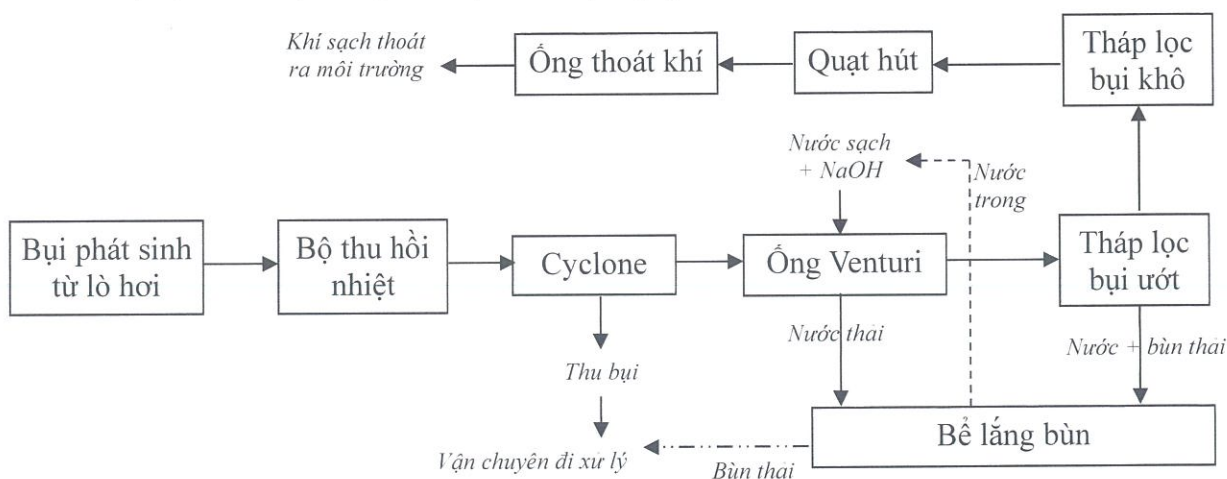 Khí sạch thoát
ra môi trường
Ống thoát khí
Quạt hút
Tháp lọc
bụi khô
Nước sạch
+ NaOH
Nước
trong
Bụi phát sinh
từ lò hơi
Bộ thu hồi
nhiệt
Cyclone
Ống Venturi
Tháp lọc
bụi ướt
Nước thải
Nước + bùn thải
Thu bụi
Bể lắng bùn
Vận chuyên đi xử lý
Bùn thải